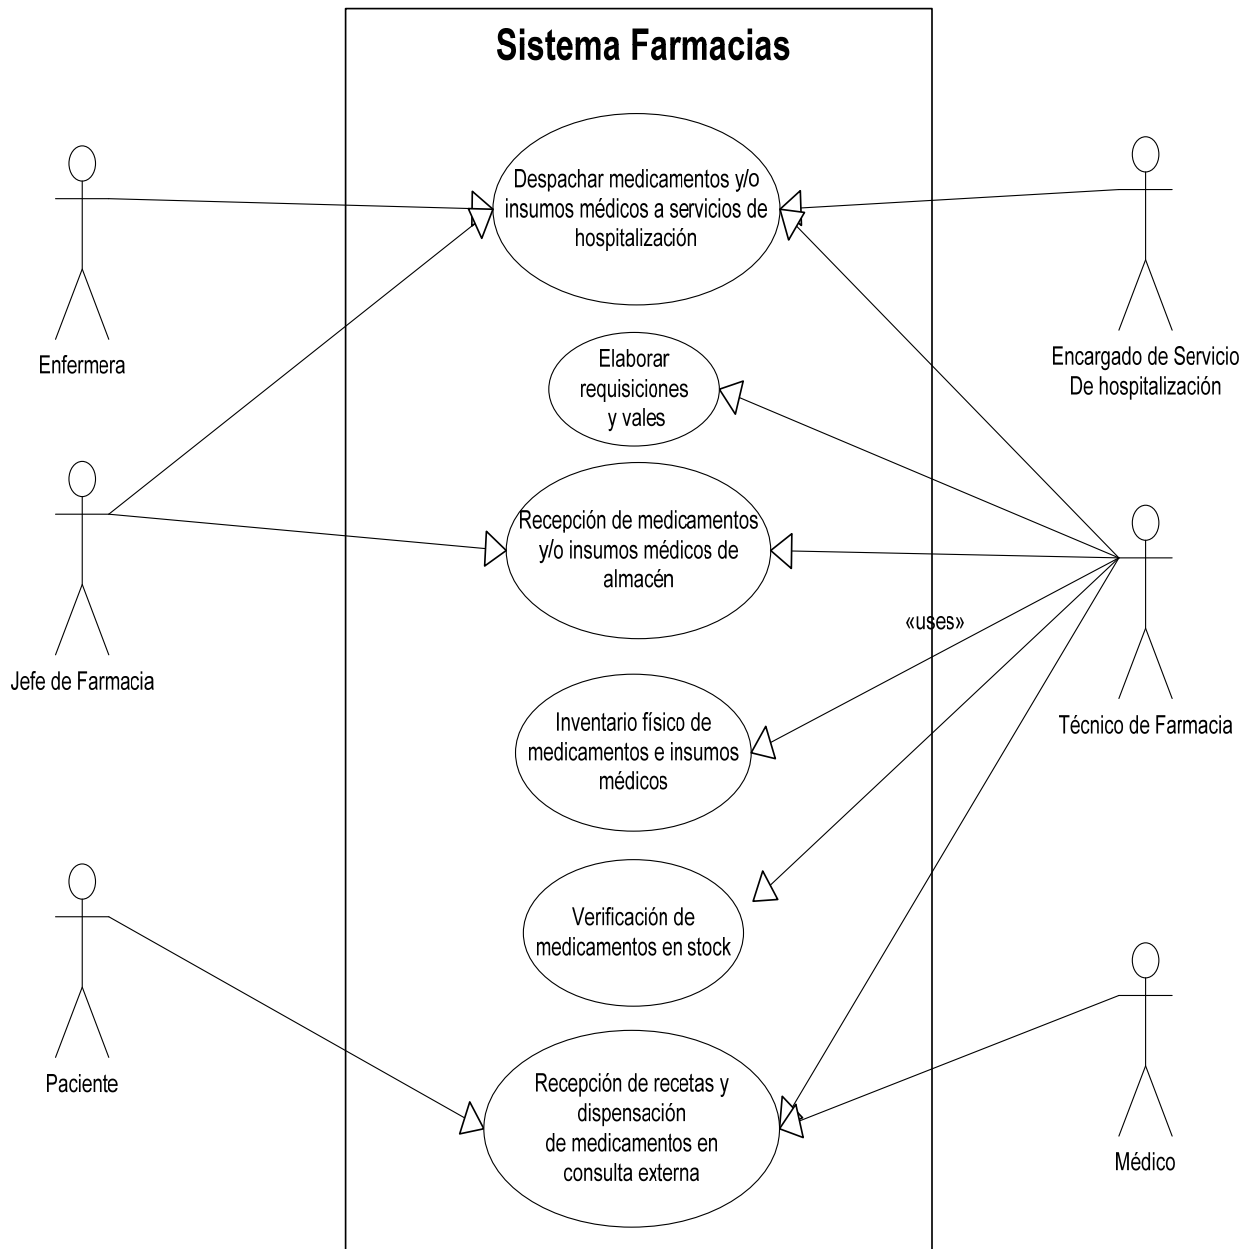 Sistema Farmacias
Despachar medicamentos y/o
insumos médicos a servicios de
hospitalización
Enfermera
Encargado de Servicio
De hospitalización
Elaborar
requisiciones
y vales
Recepción de medicamentos
y/o insumos médicos de
almacén
«uses»
Jefe de Farmacia
Técnico de Farmacia
Inventario físico de
medicamentos e insumos
médicos
Verificación de
medicamentos en stock
Paciente
Recepción de recetas y
dispensación
de medicamentos en
consulta externa
Médico